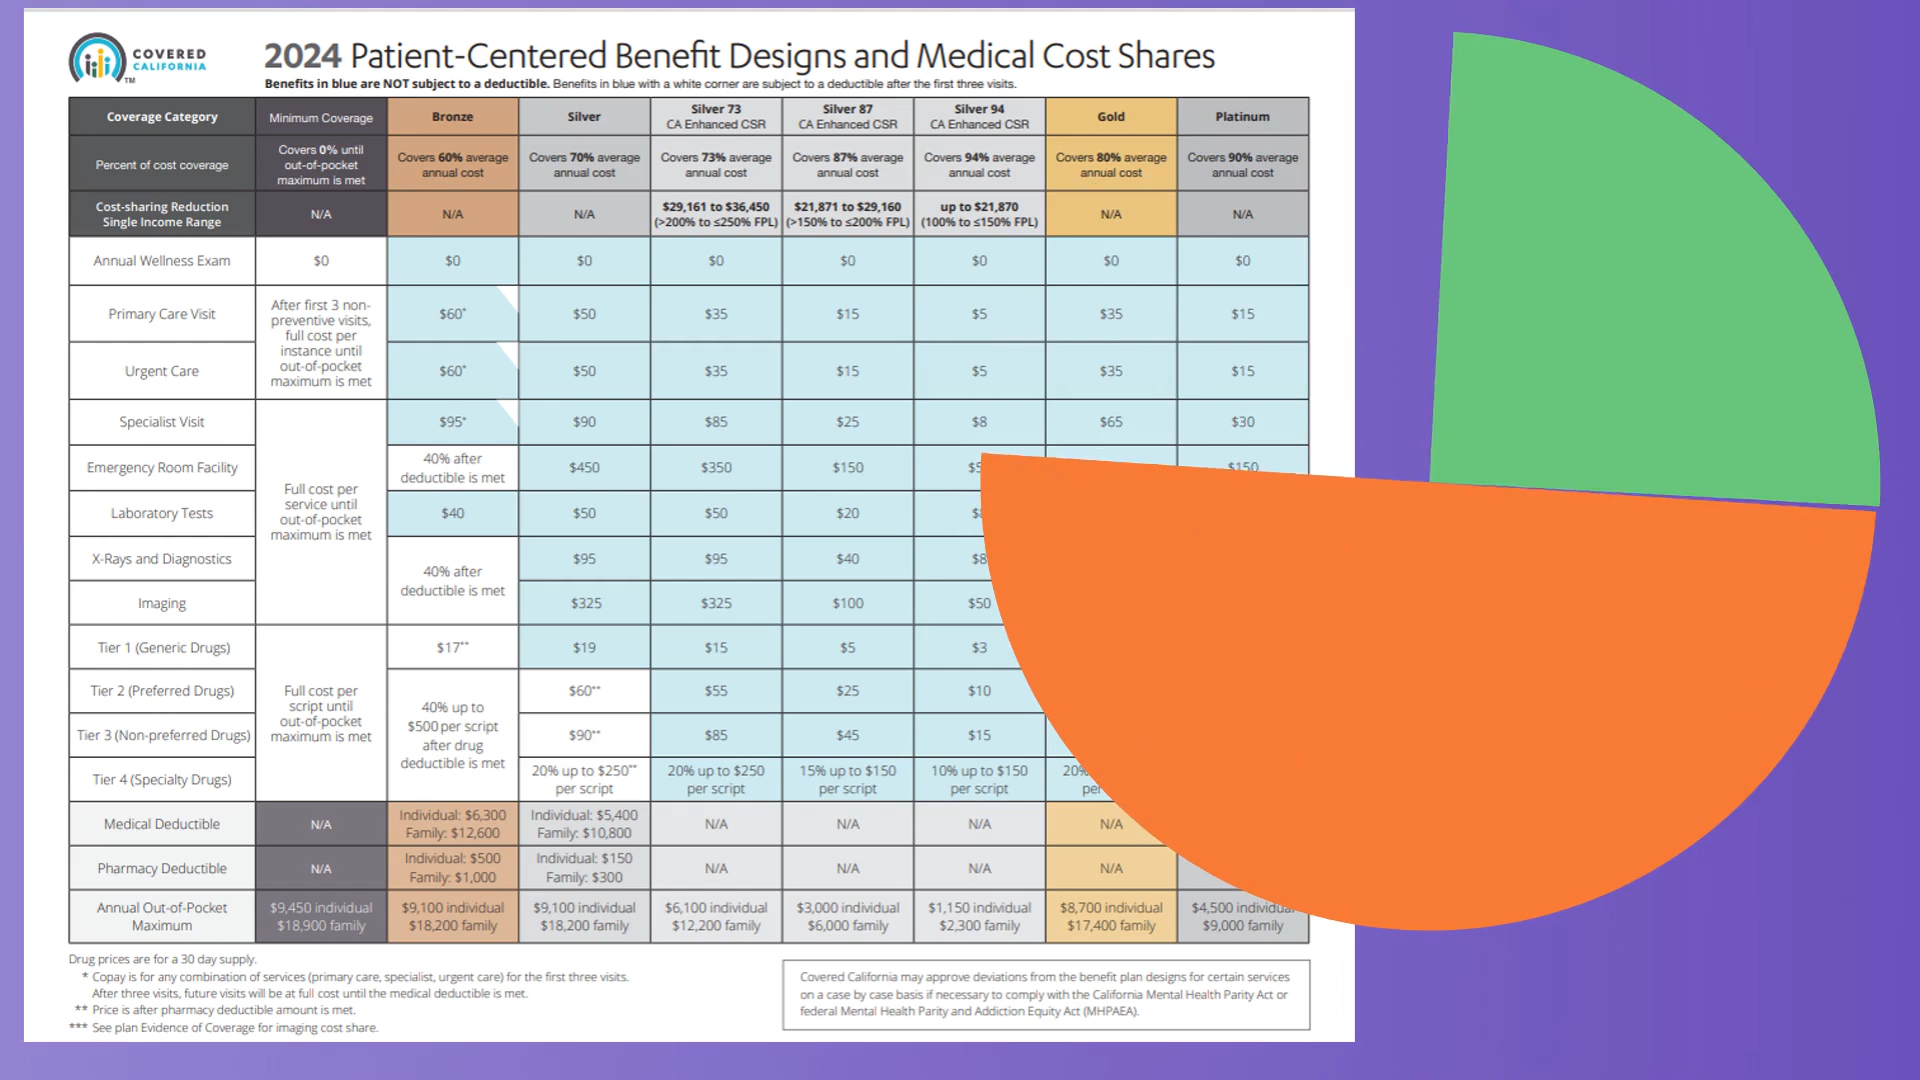 COVERED
CALIFORNIA
TM
2024 Patient-Centered Benefit Designs and Medical Cost Shares
Benefits in blue are NOT subject to a deductible. Benefits in blue with a white corner are subject to a deductible after the first three visits.
Coverage Category
Minimum Coverage
Bronze
Silver
Silver 73
CA Enhanced CSR
Silver 87
CA Enhanced CSR
Silver 94
CA Enhanced CSR
Gold
Platinum
Percent of cost coverage
Covers 0% until
out-of-pocket
maximum is met
Covers 60% average
annual cost
Covers 70% average
annual cost
Covers 73% average
annual cost
Covers 87% average
annual cost
Covers 94% average
annual cost
Covers 80% average
annual cost
Covers 90% average
annual cost
Cost-sharing Reduction
Single Income Range
N/A
N/A
N/A
$29,161 to $36,450
(>200% to ≤250% FPL)
$21,871 to $29,160
(>150% to ≤200% FPL)
up to $21,870
(100% to ≤150% FPL)
N/A
N/A
Annual Wellness Exam
$0
$0
$0
$0
$0
$0
$0
$0
Primary Care Visit
After first 3 non-
preventive visits,
full cost per
instance until
out-of-pocket
maximum is met
$60*
$50
$35
$15
$5
$35
$15
Urgent Care
$60*
$50
$35
$15
$5
$35
$15
Specialist Visit
Full cost per
service until
out-of-pocket
maximum is met
$95*
$90
$85
$25
$8
$65
$30
Emergency Room Facility
40% after
deductible is met
$450
$350
$150
$5
$150
Laboratory Tests
$40
$50
$50
$20
X-Rays and Diagnostics
40% after
deductible is met
$95
$95
$40
$8
Imaging
$325
$325
$100
$50
Tier 1 (Generic Drugs)
Full cost per
script until
out-of-pocket
maximum is met
$17**
$19
$15
$5
$3
Tier 2 (Preferred Drugs)
40% up to
$500 per script
after drug
deductible is met
$60**
$55
$25
$10
Tier 3 (Non-preferred Drugs)
$90**
$85
$45
$15
Tier 4 (Specialty Drugs)
20% up to $250**
per script
20% up to $250
per script
15% up to $150
per script
10% up to $150
per script
20%
per
Medical Deductible
N/A
Individual: $6,300
Family: $12,600
Individual: $5,400
Family: $10,800
N/A
N/A
N/A
N/A
Pharmacy Deductible
N/A
Individual: $500
Family: $1,000
Individual: $150
Family: $300
N/A
N/A
N/A
N/A
Annual Out-of-Pocket
Maximum
$9,450 individual
$18,900 family
$9,100 individual
$18,200 family
$9,100 individual
$18,200 family
$6,100 individual
$12,200 family
$3,000 individual
$6,000 family
$1,150 individual
$2,300 family
$8,700 individual
$17,400 family
$4,500 individual
$9,000 family
Drug prices are for a 30 day supply.
* Copay is for any combination of services (primary care, specialist, urgent care) for the first three visits.
After three visits, future visits will be at full cost until the medical deductible is met.
** Price is after pharmacy deductible amount is met.
*** See plan Evidence of Coverage for imaging cost share.
Covered California may approve deviations from the benefit plan designs for certain services
on a case by case basis if necessary to comply with the California Mental Health Parity Act or
federal Mental Health Parity and Addiction Equity Act (MHPAEA).